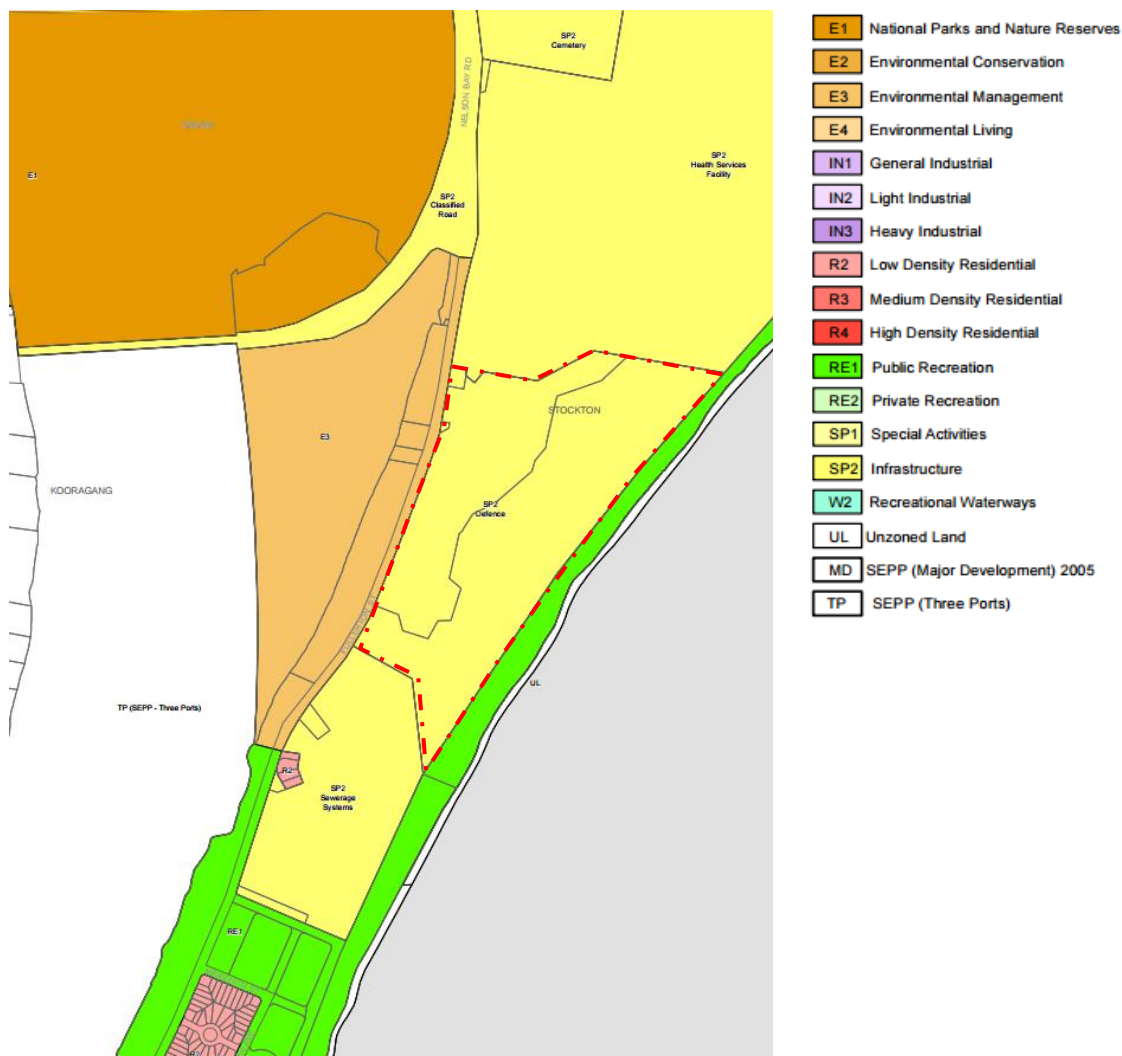 SP2
Cemetery
NELSON BAY RD
E1
SP2
Health Services
Facility
SP2
Classified
Road
E3
STOCKTON
KOORAGANG
SP2
Defence
FULLERTON ST
UL
TP (SEPP - Three Ports)
R2
SP2
Sewerage
Systems
RE1
R2
E1 National Parks and Nature Reserves
E2 Environmental Conservation
E3 Environmental Management
E4 Environmental Living
IN1 General Industrial
IN2 Light Industrial
IN3 Heavy Industrial
R2 Low Density Residential
R3 Medium Density Residential
R4 High Density Residential
RE1 Public Recreation
RE2 Private Recreation
SP1 Special Activities
SP2 Infrastructure
W2 Recreational Waterways
UL Unzoned Land
MD SEPP (Major Development) 2005
TP SEPP (Three Ports)